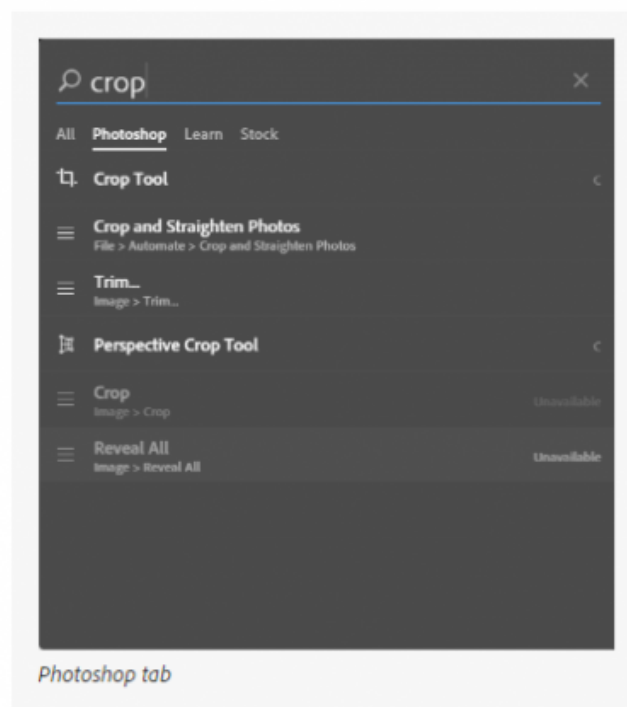 crop
All Photoshop Learn Stock
Crop Tool C
Crop and Straighten Photos
File > Automate > Crop and Straighten Photos
Trim...
Image > Trim...
Perspective Crop Tool C
Crop
Image > Crop Unavailable
Reveal All
Image > Reveal All Unavailable
Photoshop tab